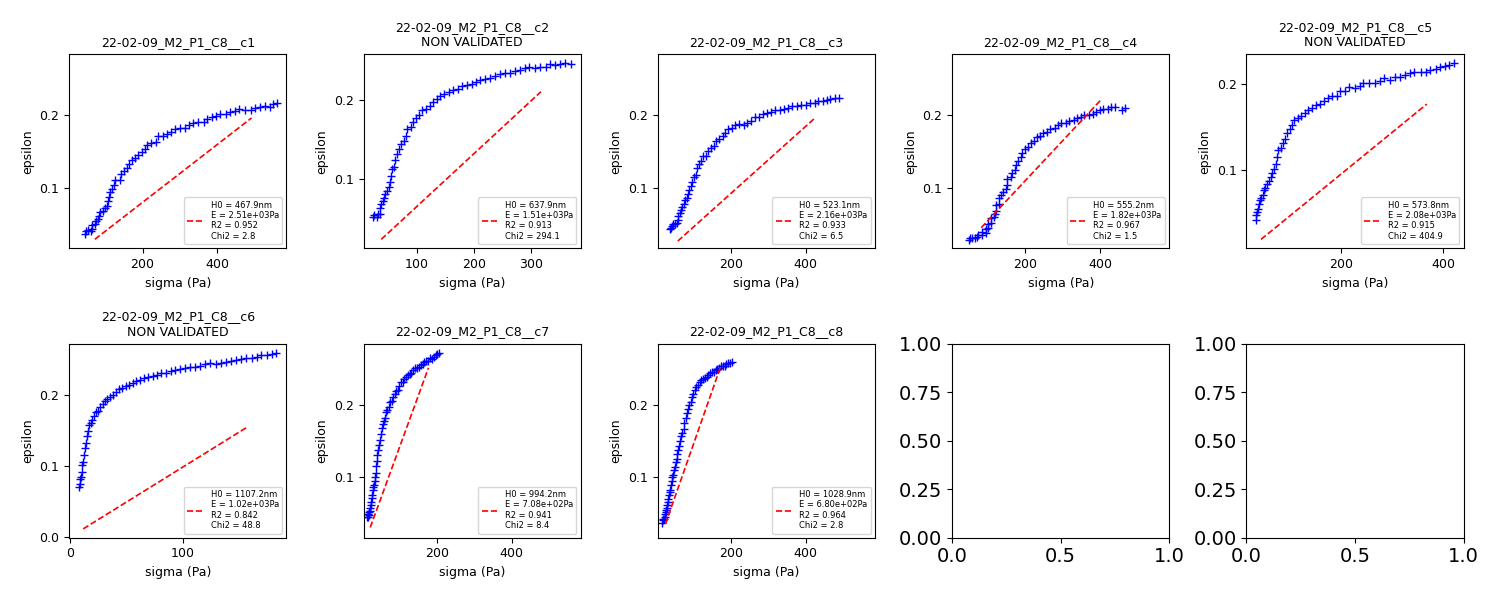 22-02-09_M2_P1_C8__c1
epsilon
0.2
0.1
H0 = 467.9nm
E = 2.51e+03Pa
R2 = 0.952
Chi2 = 2.8
200
400
sigma (Pa)
22-02-09_M2_P1_C8__c2
NON VALIDATED
epsilon
0.2
0.1
H0 = 637.9nm
E = 1.51e+03Pa
R2 = 0.913
Chi2 = 294.1
100
200
300
sigma (Pa)
22-02-09_M2_P1_C8__c3
epsilon
0.2
0.1
H0 = 523.1nm
E = 2.16e+03Pa
R2 = 0.933
Chi2 = 6.5
200
400
sigma (Pa)
22-02-09_M2_P1_C8__c4
epsilon
0.2
0.1
H0 = 555.2nm
E = 1.82e+03Pa
R2 = 0.967
Chi2 = 1.5
200
400
sigma (Pa)
22-02-09_M2_P1_C8__c5
NON VALIDATED
epsilon
0.2
0.1
H0 = 573.8nm
E = 2.08e+03Pa
R2 = 0.915
Chi2 = 404.9
200
400
sigma (Pa)
22-02-09_M2_P1_C8__c6
NON VALIDATED
epsilon
0.2
0.1
0.0
H0 = 1107.2nm
E = 1.02e+03Pa
R2 = 0.842
Chi2 = 48.8
0
100
sigma (Pa)
22-02-09_M2_P1_C8__c7
epsilon
0.2
0.1
H0 = 994.2nm
E = 7.08e+02Pa
R2 = 0.941
Chi2 = 8.4
200
400
sigma (Pa)
22-02-09_M2_P1_C8__c8
epsilon
0.2
0.1
H0 = 1028.9nm
E = 6.80e+02Pa
R2 = 0.964
Chi2 = 2.8
200
400
sigma (Pa)
1.00
0.75
0.50
0.25
0.00
0.0
0.5
1.0
1.00
0.75
0.50
0.25
0.00
0.0
0.5
1.0